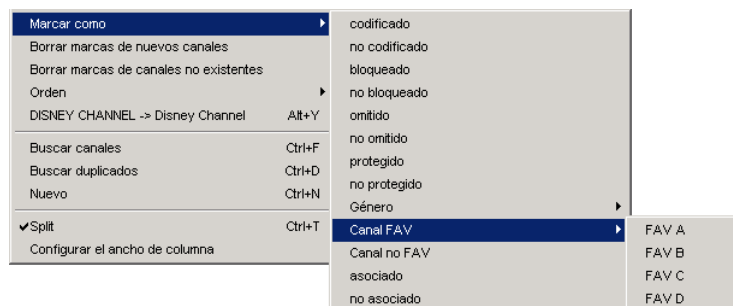 Marcar como
Borrar marcas de nuevos canales
Borrar marcas de canales no existentes
Orden
DISNEY CHANNEL -> Disney Channel Alt+Y
Buscar canales Ctrl+F
Buscar duplicados Ctrl+D
Nuevo Ctrl+N
Split Ctrl+T
Configurar el ancho de columna
codificado
no codificado
bloqueado
no bloqueado
omitido
no omitido
protegido
no protegido
Género
Canal FAV
Canal no FAV
asociado
no asociado
FAV A
FAV B
FAV C
FAV D